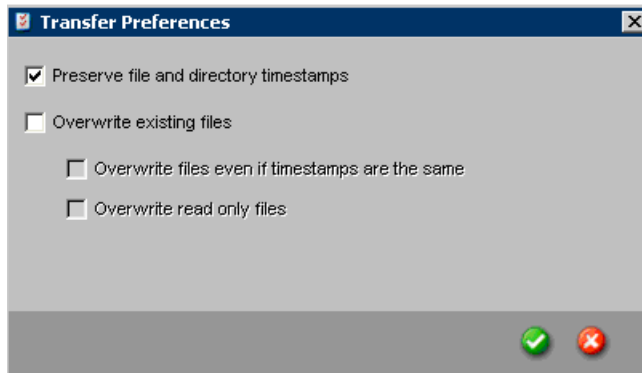 Transfer Preferences
Preserve file and directory timestamps
Overwrite existing files
Overwrite files even if timestamps are the same
Overwrite read only files